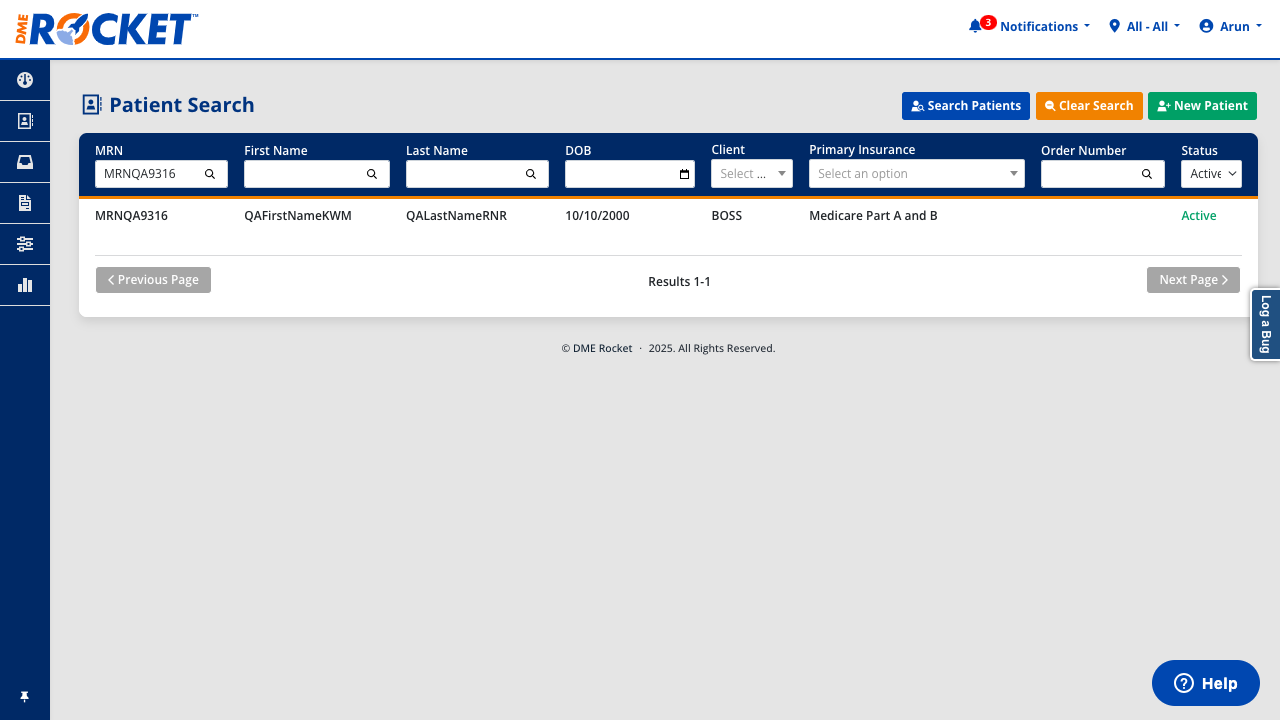 DME ROCKET™
3 Notifications All - All Arun
Patient Search
Search Patients Clear Search New Patient
MRN First Name Last Name DOB Client Primary Insurance Order Number Status
MRNQA9316 Select ... Select an option Active
MRNQA9316 QAFirstNameKWM QALastNameRNR 10/10/2000 BOSS Medicare Part A and B Active
Previous Page Results 1-1 Next Page
Log a Bug
© DME Rocket · 2025. All Rights Reserved.
Help